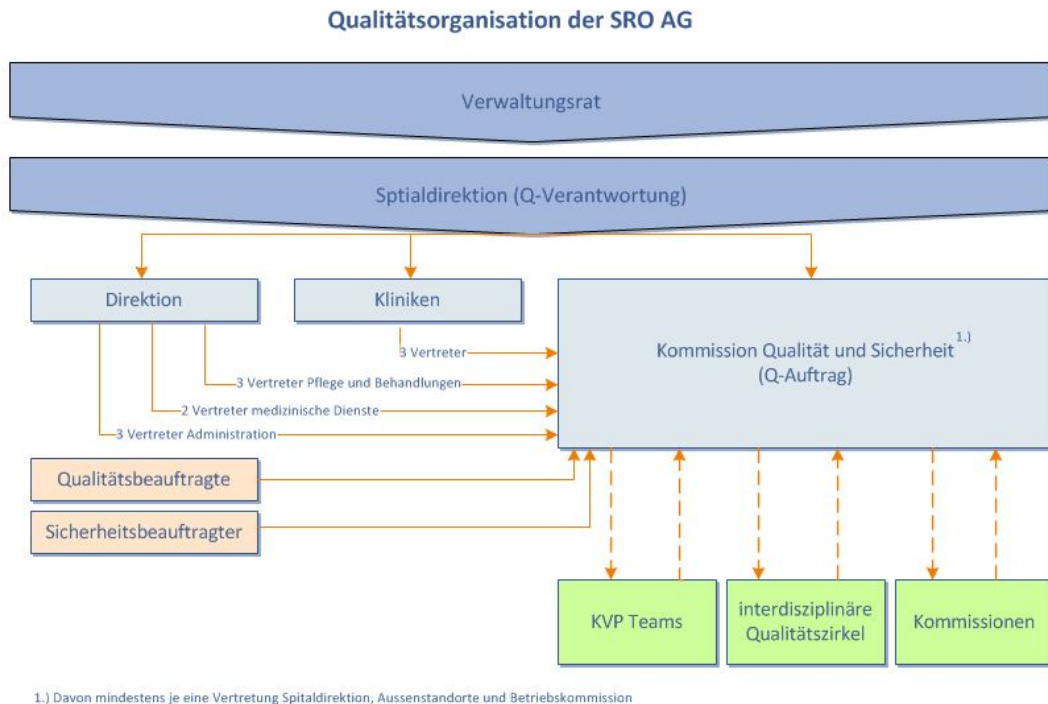 Qualitätsorganisation der SRO AG
Verwaltungsrat
Sptialdirektion (Q-Verantwortung)
Direktion
Kliniken
Kommission Qualität und Sicherheit 1.)
(Q-Auftrag)
3 Vertreter
3 Vertreter Pflege und Behandlungen
2 Vertreter medizinische Dienste
3 Vertreter Administration
Qualitätsbeauftragte
Sicherheitsbeauftragter
KVP Teams
interdisziplinäre
Qualitätszirkel
Kommissionen
1.) Davon mindestens je eine Vertretung Spitaldirektion, Aussenstandorte und Betriebskommission